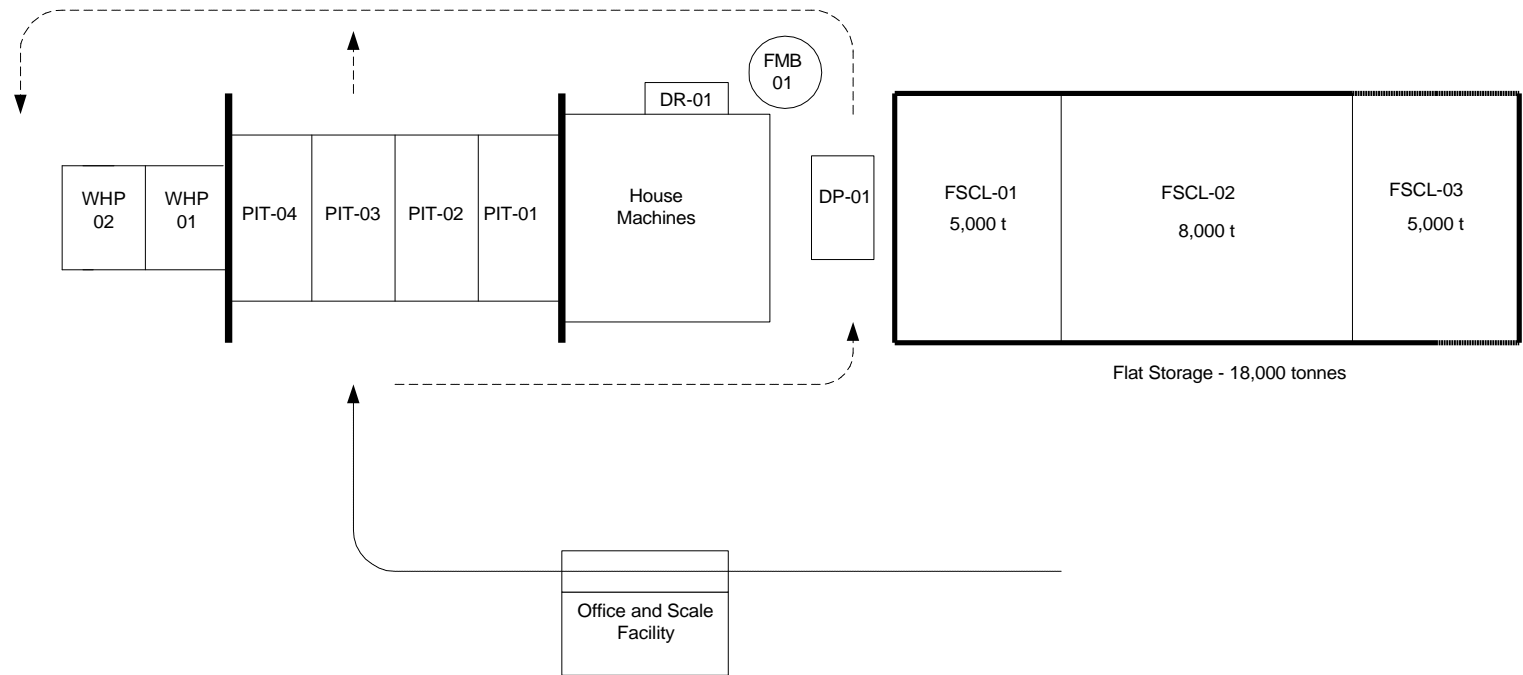 FMB
01
DR-01
WHP
02
WHP
01
PIT-04
PIT-03
PIT-02
PIT-01
House
Machines
DP-01
FSCL-01
5,000 t
FSCL-02
8,000 t
FSCL-03
5,000 t
Flat Storage - 18,000 tonnes
Office and Scale
Facility